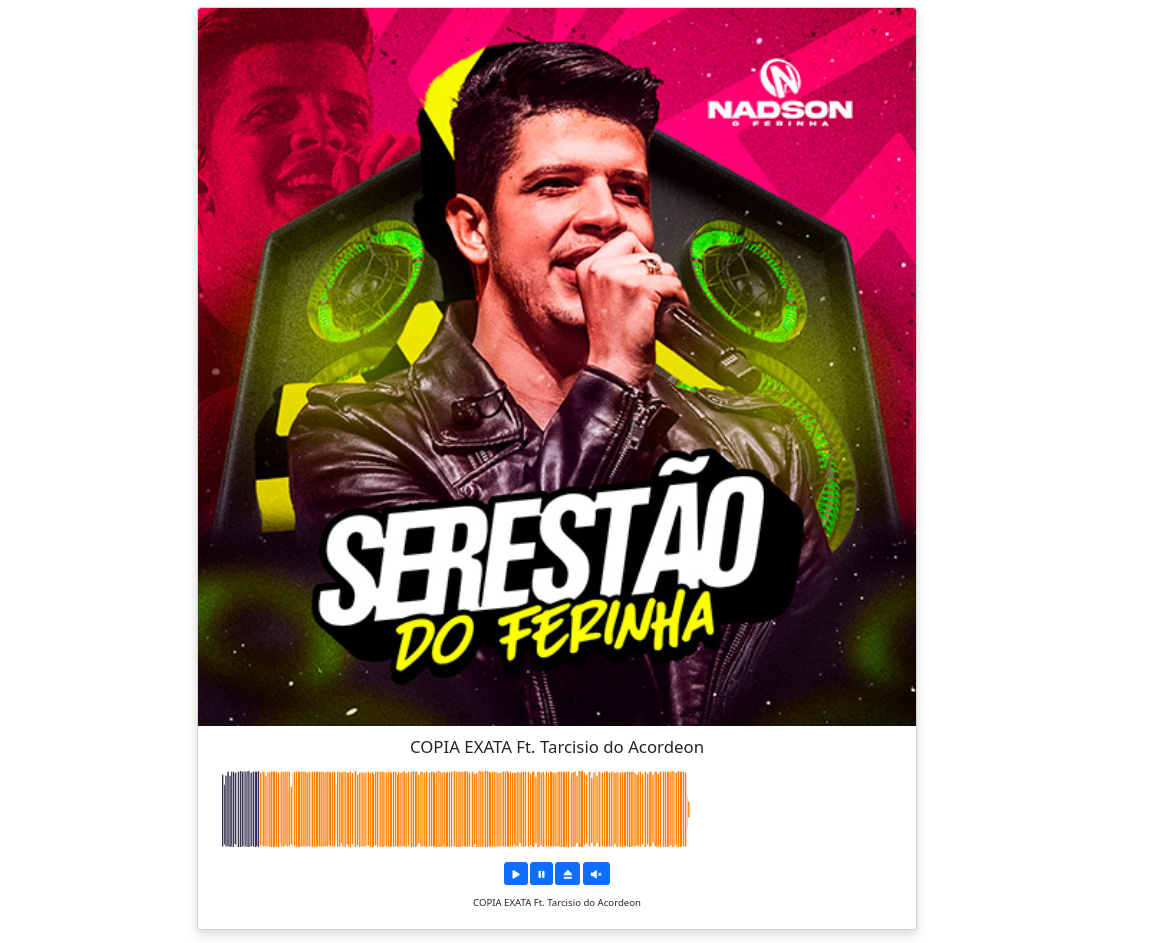 NADSON
O FERINHA
SERESTÃO
DO FERINHA
COPIA EXATA Ft. Tarcisio do Acordeon
COPIA EXATA Ft. Tarcisio do Acordeon